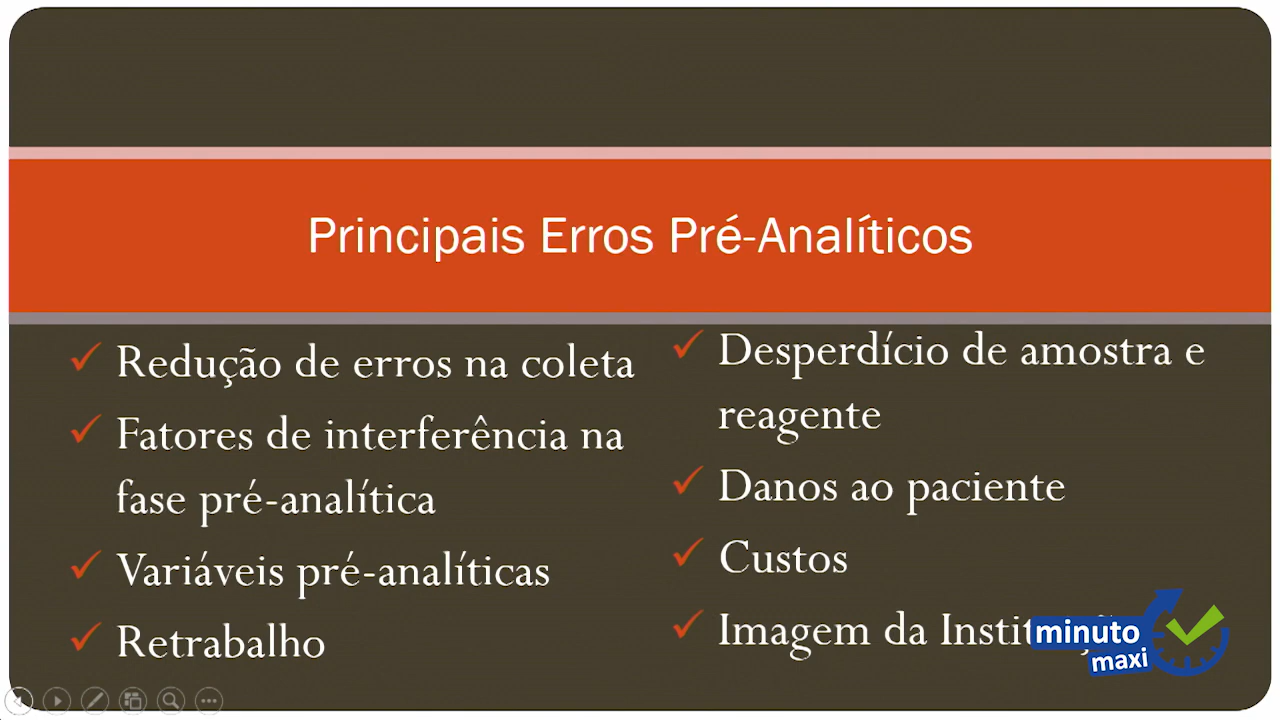 Principais Erros Pré-Analíticos
Redução de erros na coleta
Fatores de interferência na
fase pré-analítica
Variáveis pré-analíticas
Retrabalho
Desperdício de amostra e
reagente
Danos ao paciente
Custos
Imagem da
minuto
maxi